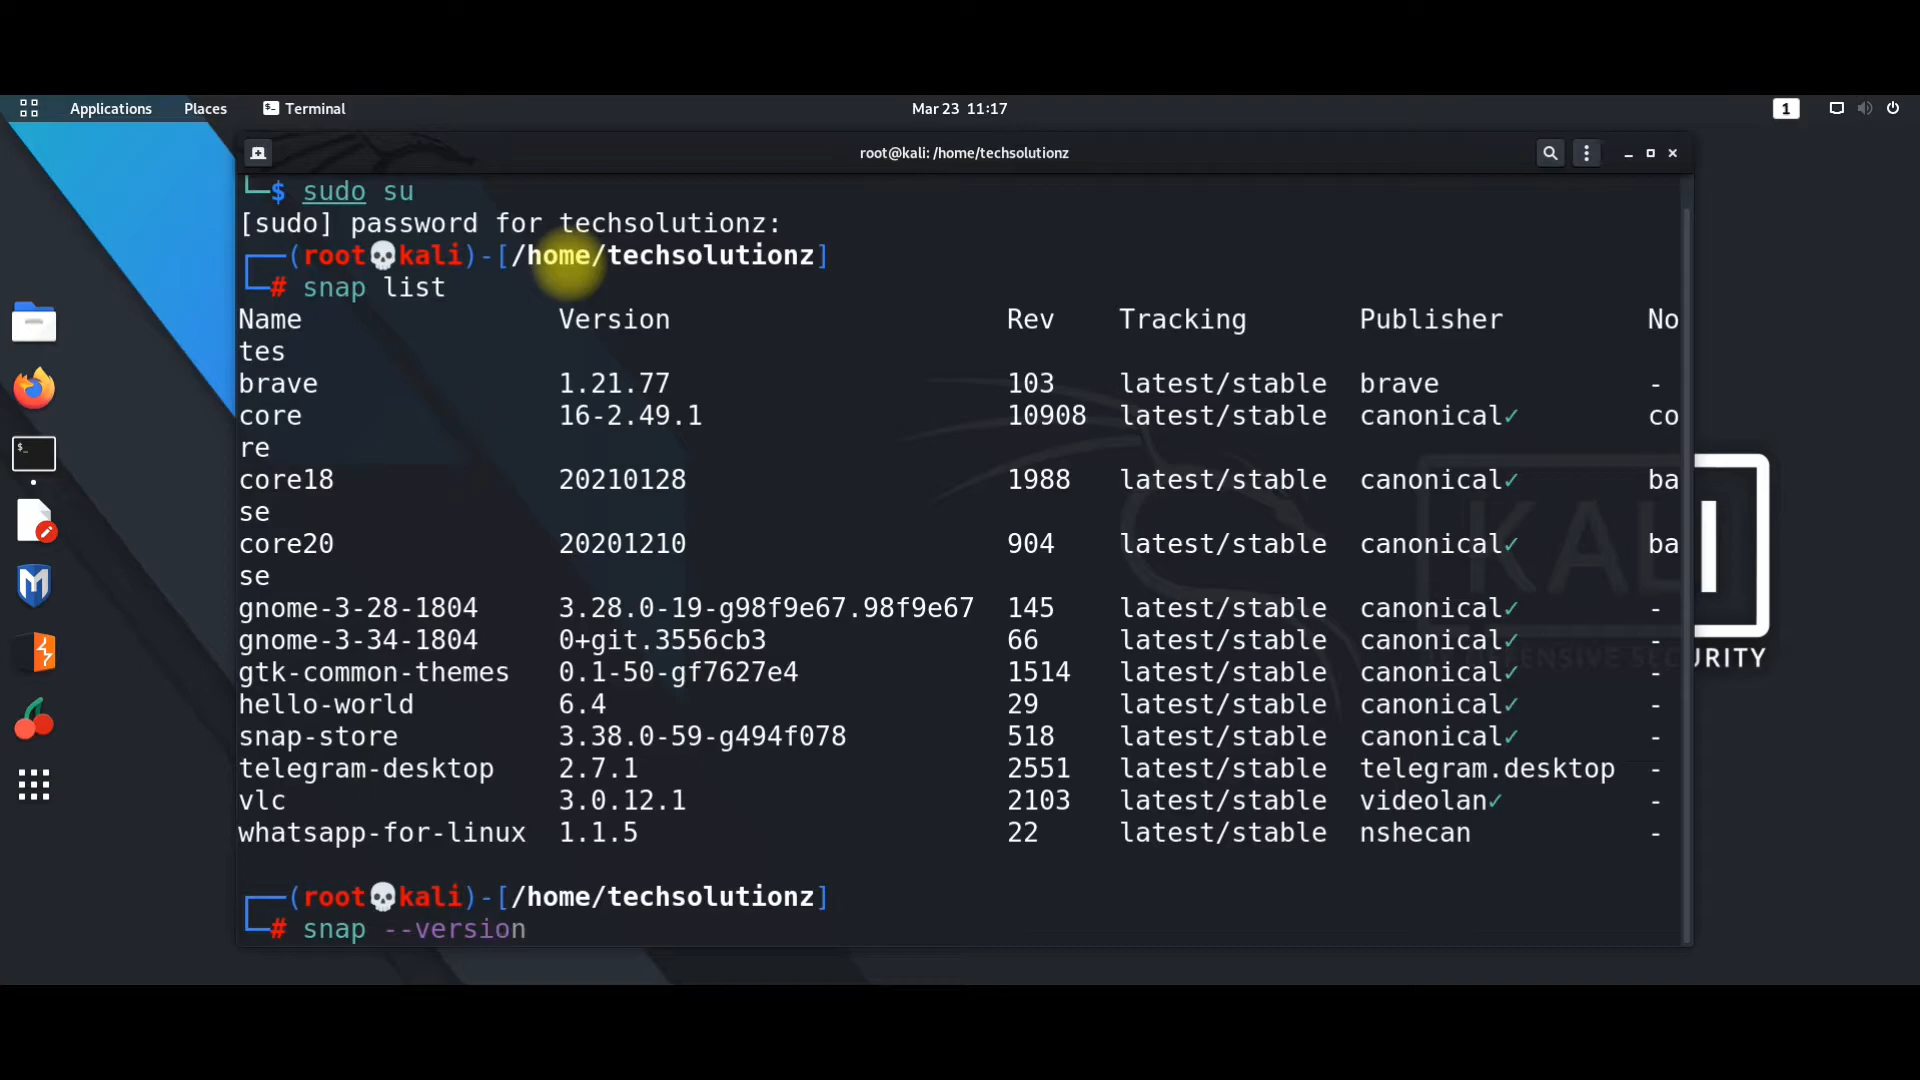 Applications Places Terminal Mar 23 11:17 1
root@kali: /home/techsolutionz
└─$ sudo su
[sudo] password for techsolutionz:
┌──(root💀kali)-[/home/techsolutionz]
└─# snap list
Name Version Rev Tracking Publisher No
tes
brave 1.21.77 103 latest/stable brave -
core 16-2.49.1 10908 latest/stable canonical✓ co
re
core18 20210128 1988 latest/stable canonical✓ ba
se
core20 20201210 904 latest/stable canonical✓ ba
se
gnome-3-28-1804 3.28.0-19-g98f9e67.98f9e67 145 latest/stable canonical✓ -
gnome-3-34-1804 0+git.3556cb3 66 latest/stable canonical✓ -
gtk-common-themes 0.1-50-gf7627e4 1514 latest/stable canonical✓ -
hello-world 6.4 29 latest/stable canonical✓ -
snap-store 3.38.0-59-g494f078 518 latest/stable canonical✓ -
telegram-desktop 2.7.1 2551 latest/stable telegram.desktop -
vlc 3.0.12.1 2103 latest/stable videolan✓ -
whatsapp-for-linux 1.1.5 22 latest/stable nshecan -
┌──(root💀kali)-[/home/techsolutionz]
└─# snap --version
KALI